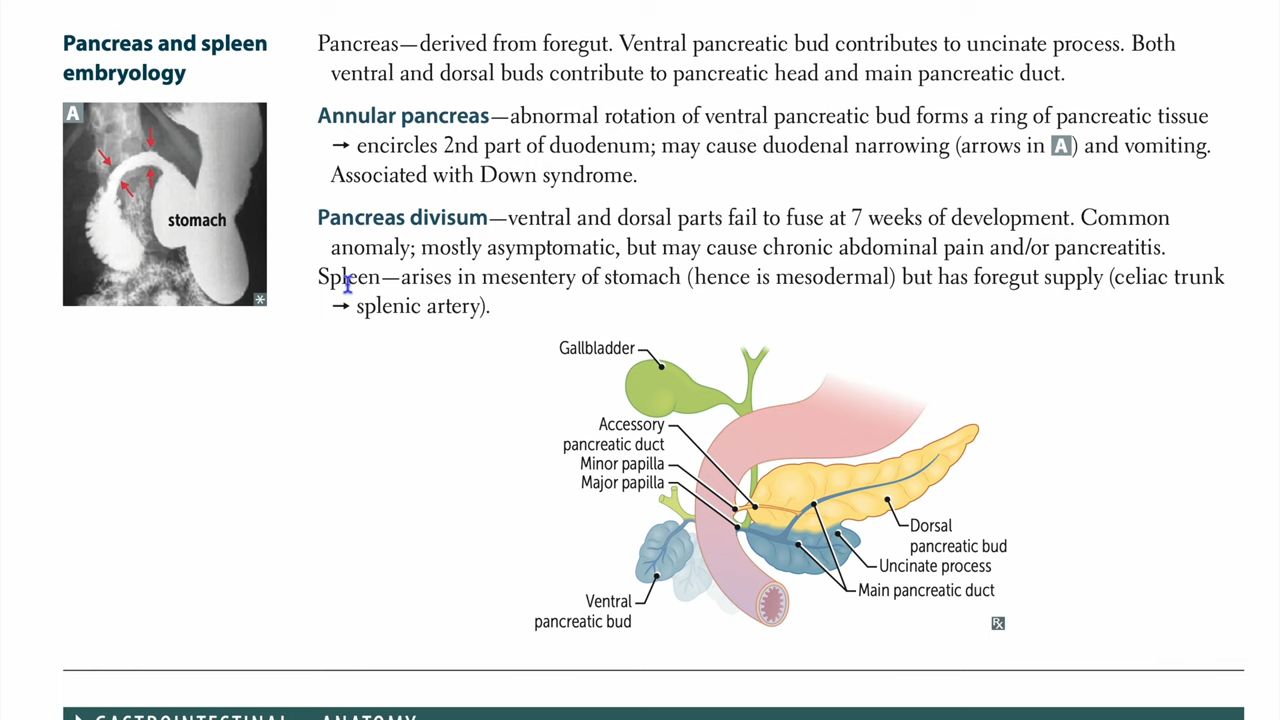 Pancreas and spleen
embryology
A
stomach
*
Pancreas—derived from foregut. Ventral pancreatic bud contributes to uncinate process. Both
ventral and dorsal buds contribute to pancreatic head and main pancreatic duct.
Annular pancreas—abnormal rotation of ventral pancreatic bud forms a ring of pancreatic tissue
→ encircles 2nd part of duodenum; may cause duodenal narrowing (arrows in A) and vomiting.
Associated with Down syndrome.
Pancreas divisum—ventral and dorsal parts fail to fuse at 7 weeks of development. Common
anomaly; mostly asymptomatic, but may cause chronic abdominal pain and/or pancreatitis.
Spleen—arises in mesentery of stomach (hence is mesodermal) but has foregut supply (celiac trunk
→ splenic artery).
Gallbladder
Accessory
pancreatic duct
Minor papilla
Major papilla
Dorsal
pancreatic bud
Uncinate process
Main pancreatic duct
Ventral
pancreatic bud
Rx
GASTROINTESTINAL—ANATOMY